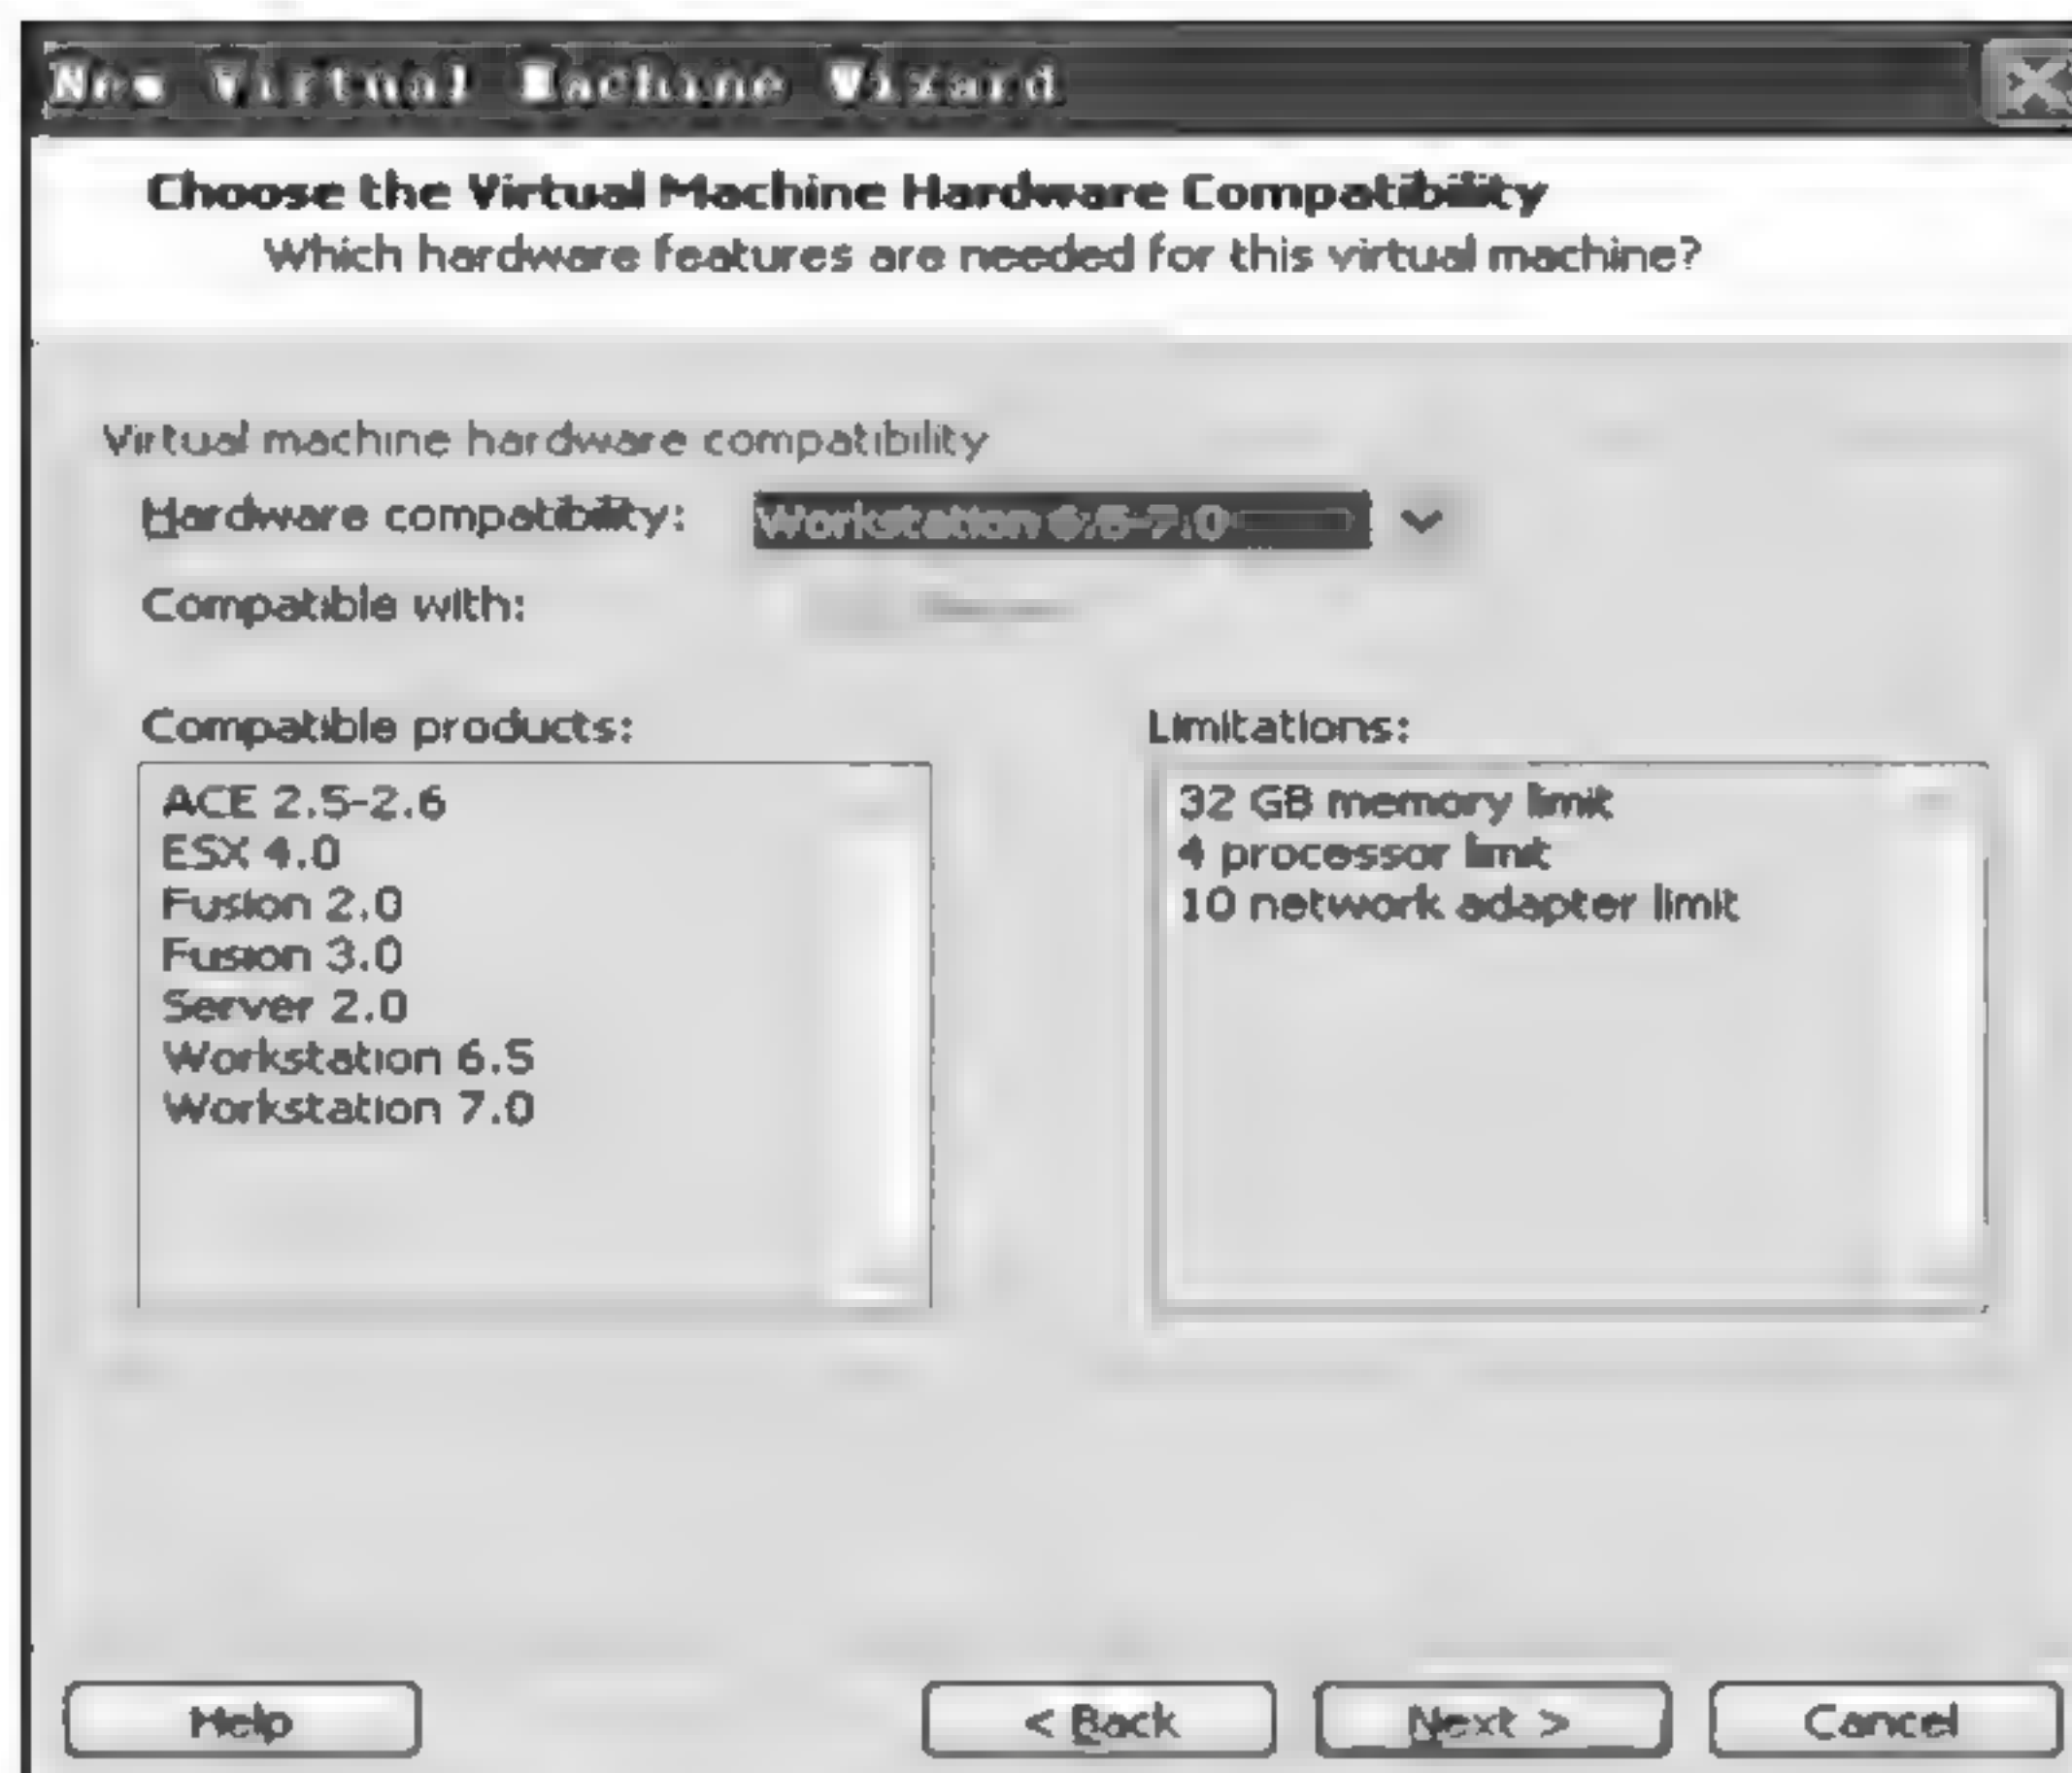 New Virtual Machine Wizard
Choose the Virtual Machine Hardware Compatibility
Which hardware features are needed for this virtual machine?
Virtual machine hardware compatibility
Hardware compatibility: Workstation 6.5-7.0
Compatible with:
Compatible products: Limitations:
ACE 2.5-2.6
ESX 4.0
Fusion 2.0
Fusion 3.0
Server 2.0
Workstation 6.5
Workstation 7.0
32 GB memory limit
4 processor limit
10 network adapter limit
Help < Back Next > Cancel